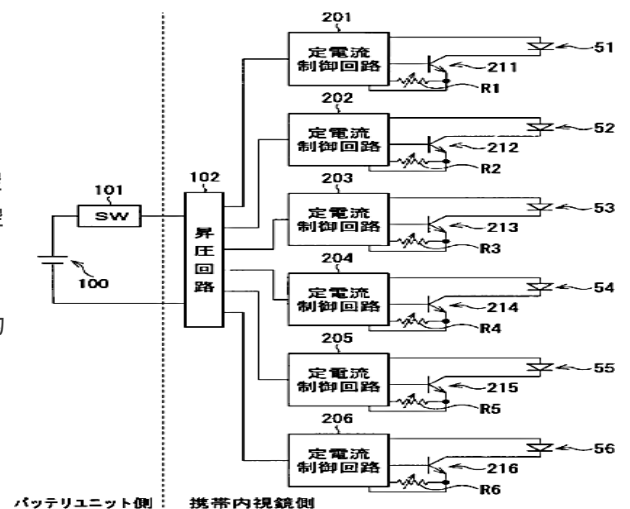 201
定電流
制御回路
51
211
R1
202
定電流
制御回路
52
212
R2
102
昇圧回路
101
SW
100
203
定電流
制御回路
53
213
R3
204
定電流
制御回路
54
214
R4
205
定電流
制御回路
55
215
R5
206
定電流
制御回路
56
216
R6
バッテリユニット側
携帯内視鏡側